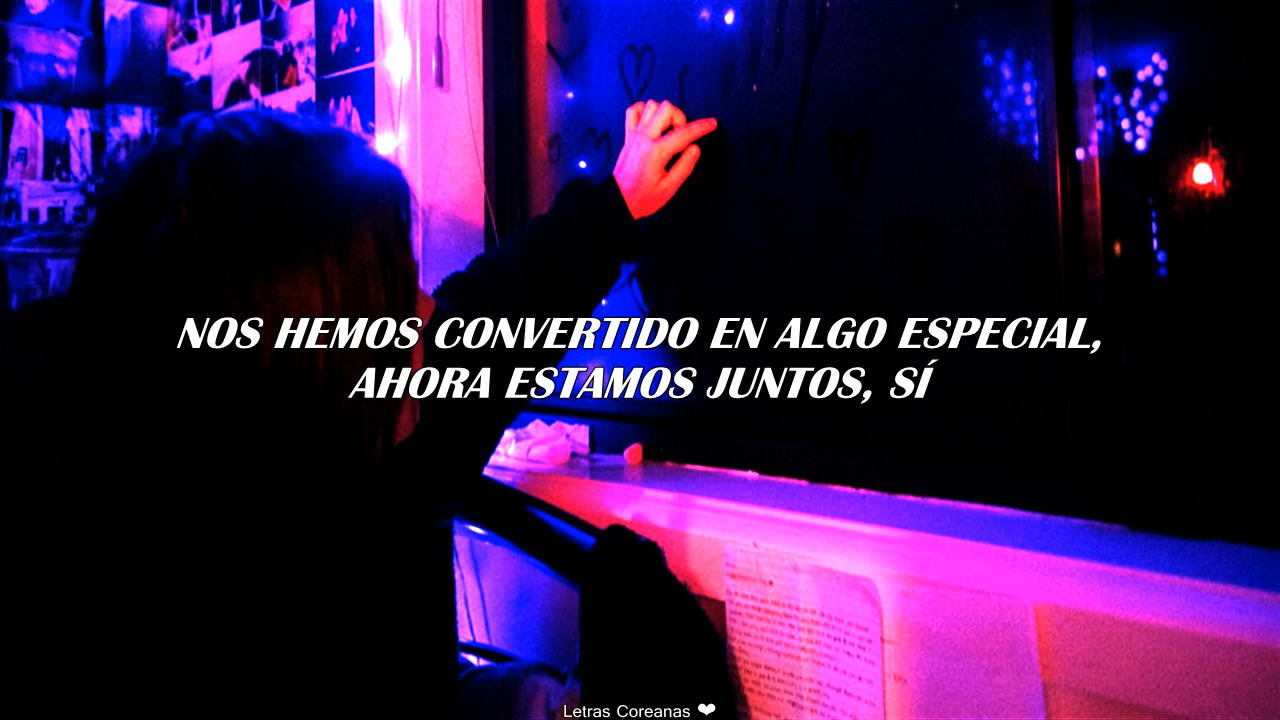 NOS HEMOS CONVERTIDO EN ALGO ESPECIAL,
AHORA ESTAMOS JUNTOS, SÍ
Letras Coreanas ❤